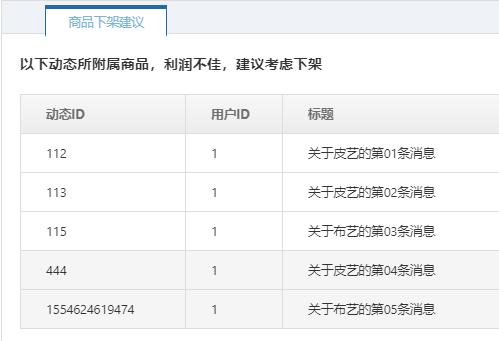 商品下架建议
以下动态所附属商品，利润不佳，建议考虑下架
动态ID 用户ID 标题
112 1 关于皮艺的第01条消息
113 1 关于皮艺的第02条消息
115 1 关于布艺的第03条消息
444 1 关于皮艺的第04条消息
1554624619474 1 关于布艺的第05条消息